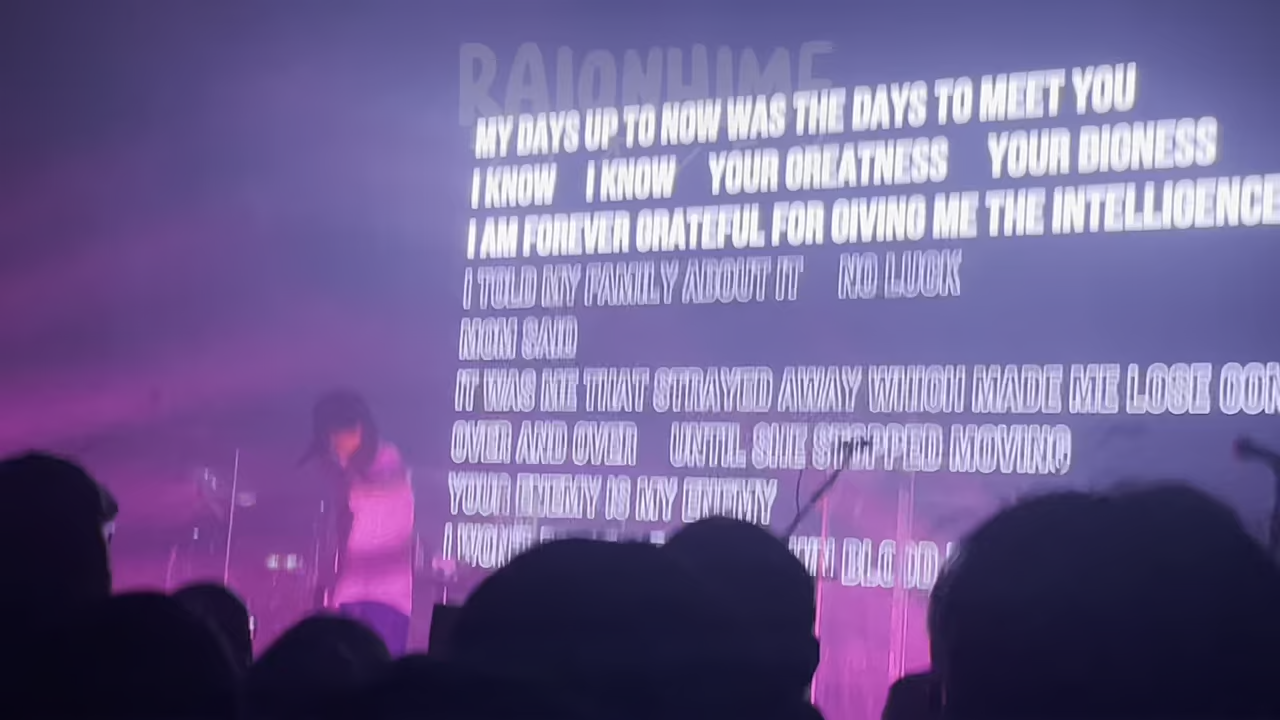 RAIONHIME
MY DAYS UP TO NOW WAS THE DAYS TO MEET YOU
I KNOW I KNOW YOUR GREATNESS YOUR BIGNESS
I AM FOREVER GRATEFUL FOR GIVING ME THE INTELLIGENCE
I TOLD MY FAMILY ABOUT IT NO LUCK
MOM SAID
IT WAS ME THAT STRAYED AWAY WHICH MADE ME LOSE
OVER AND OVER UNTIL SHE STOPPED MOVING
YOUR ENEMY IS MY ENEMY
I WON'T BLOOD